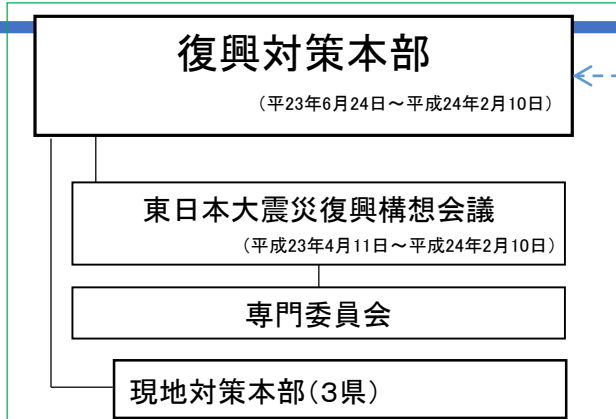 復興対策本部
（平23年6月24日～平成24年2月10日）
東日本大震災復興構想会議
（平成23年4月11日～平成24年2月10日）
専門委員会
現地対策本部（3県）